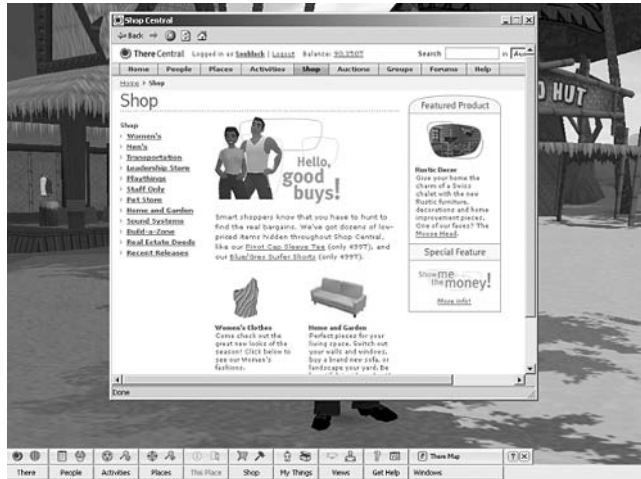 Shop Central
Back
ThereCentral Logged in as | Logout Balance: Search in
Home People Places Activities Shop Auctions Groups Forums Help
Home > Shop
Shop
Shop
Women's
Men's
Transportation
Leadership Store
Playthings
Staff Only
Pet Store
Home and Garden
Sound Systems
Build-a-Zone
Real Estate Deeds
Recent Releases
Hello,
good
buys!
Smart shoppers know that you have to hunt to
find the real bargains. We've got dozens of low-
priced items hidden throughout Shop Central,
like our Pinot Cap Sleeve Tee (only 499T), and
our Blue/Grey Surfer Shorts (only 499T).
Women's Clothes
Come check out the
great new looks of the
season! Click below to
see our Women's
fashions.
Home and Garden
Perfect pieces for your
living space. Switch out
your walls and windows,
buy a brand new sofa, or
landscape your yard. Be
Featured Product
Rustic Decor
Give your home the
charm of a Swiss
chalet with the new
Rustic furniture,
decorations and home
improvement pieces.
One of our faves? The
Moose Head.
Special Feature
Show me
the money!
More info!
HUT
Done
There Map
There People Activities Places This Place Shop My Things Views Get Help Windows